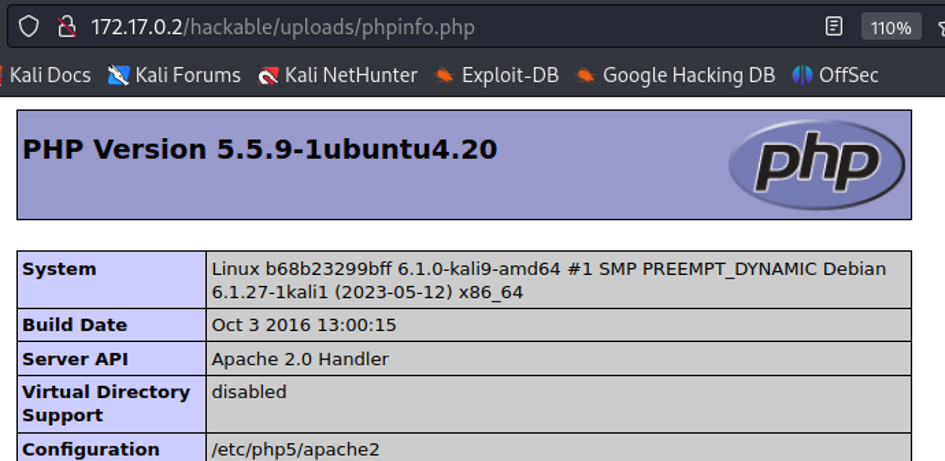 172.17.0.2/hackable/uploads/phpinfo.php 110%
Kali Docs Kali Forums Kali NetHunter Exploit-DB Google Hacking DB OffSec
PHP Version 5.5.9-1ubuntu4.20
php
System Linux b68b23299bff 6.1.0-kali9-amd64 #1 SMP PREEMPT_DYNAMIC Debian
6.1.27-1kali1 (2023-05-12) x86_64
Build Date Oct 3 2016 13:00:15
Server API Apache 2.0 Handler
Virtual Directory disabled
Support
Configuration /etc/php5/apache2